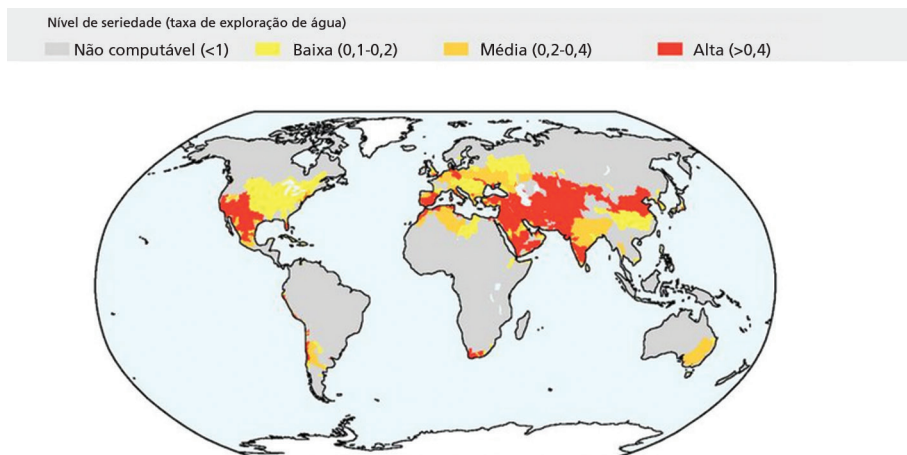 Nível de seriedade (taxa de exploração de água)
Não computável (<1) Baixa (0,1-0,2) Média (0,2-0,4) Alta (>0,4)